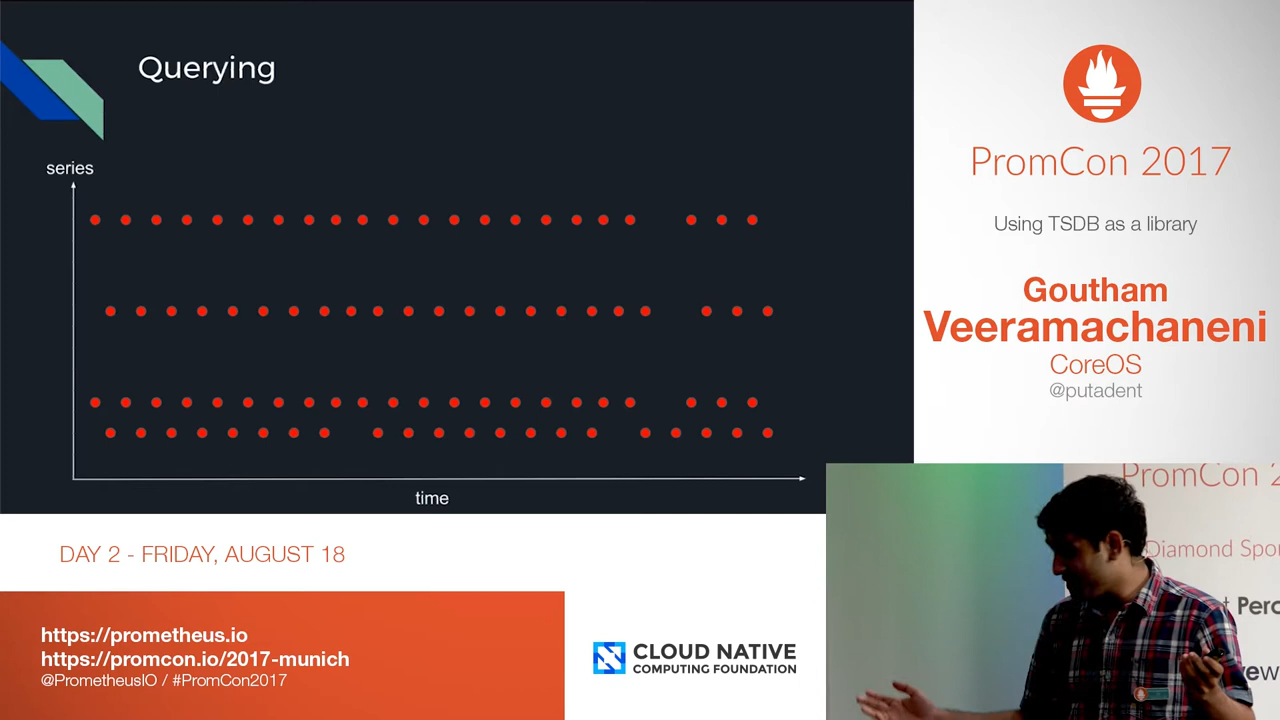 Querying
series
time
PromCon 2017
Using TSDB as a library
Goutham
Veeramachaneni
CoreOS
@putadent
DAY 2 - FRIDAY, AUGUST 18
https://prometheus.io
https://promcon.io/2017-munich
@PrometheusIO / #PromCon2017
CLOUD NATIVE
COMPUTING FOUNDATION
PromCon 2
Diamond Spo